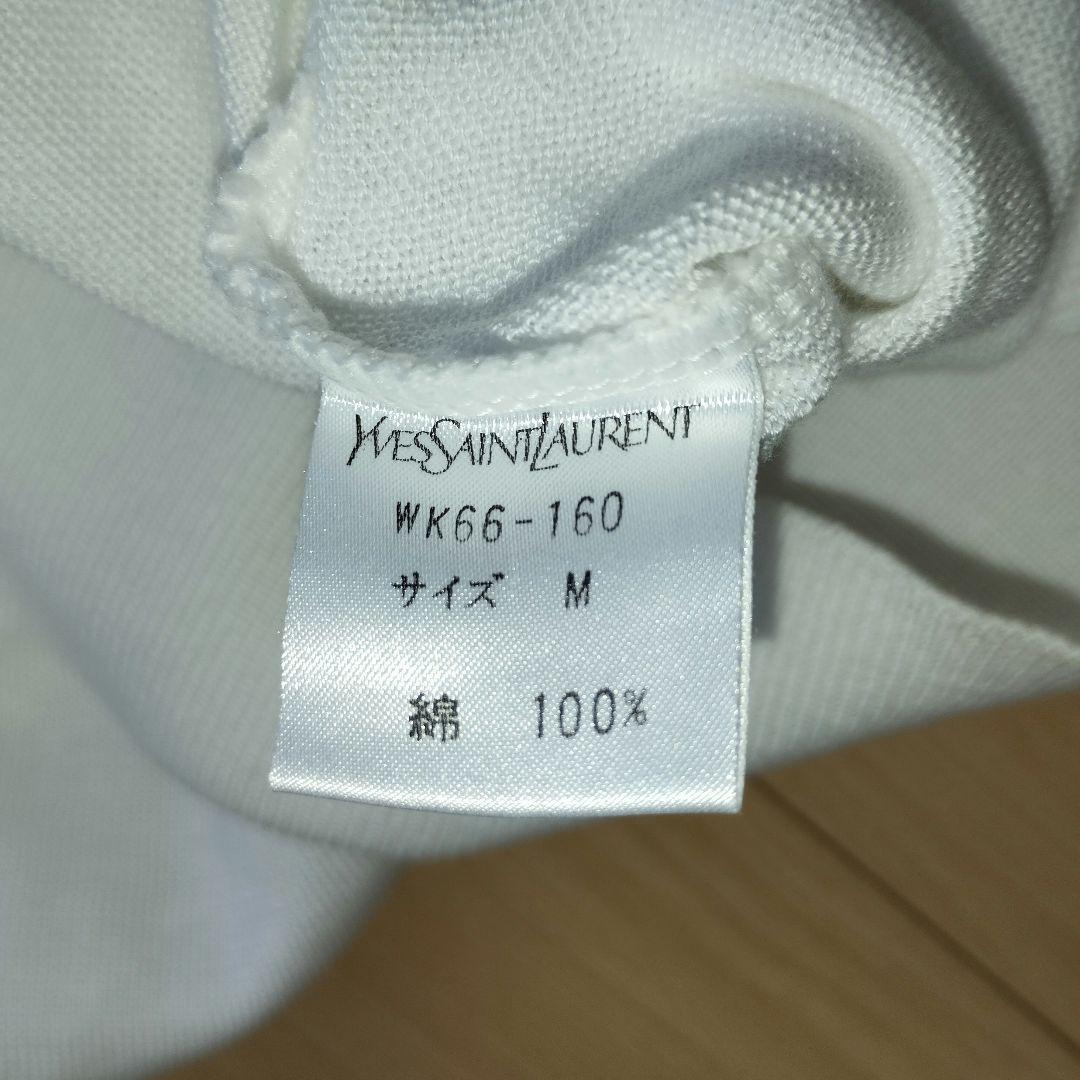 YVESSAINTLAURENT
WK66-160
サイズ M
綿 100%